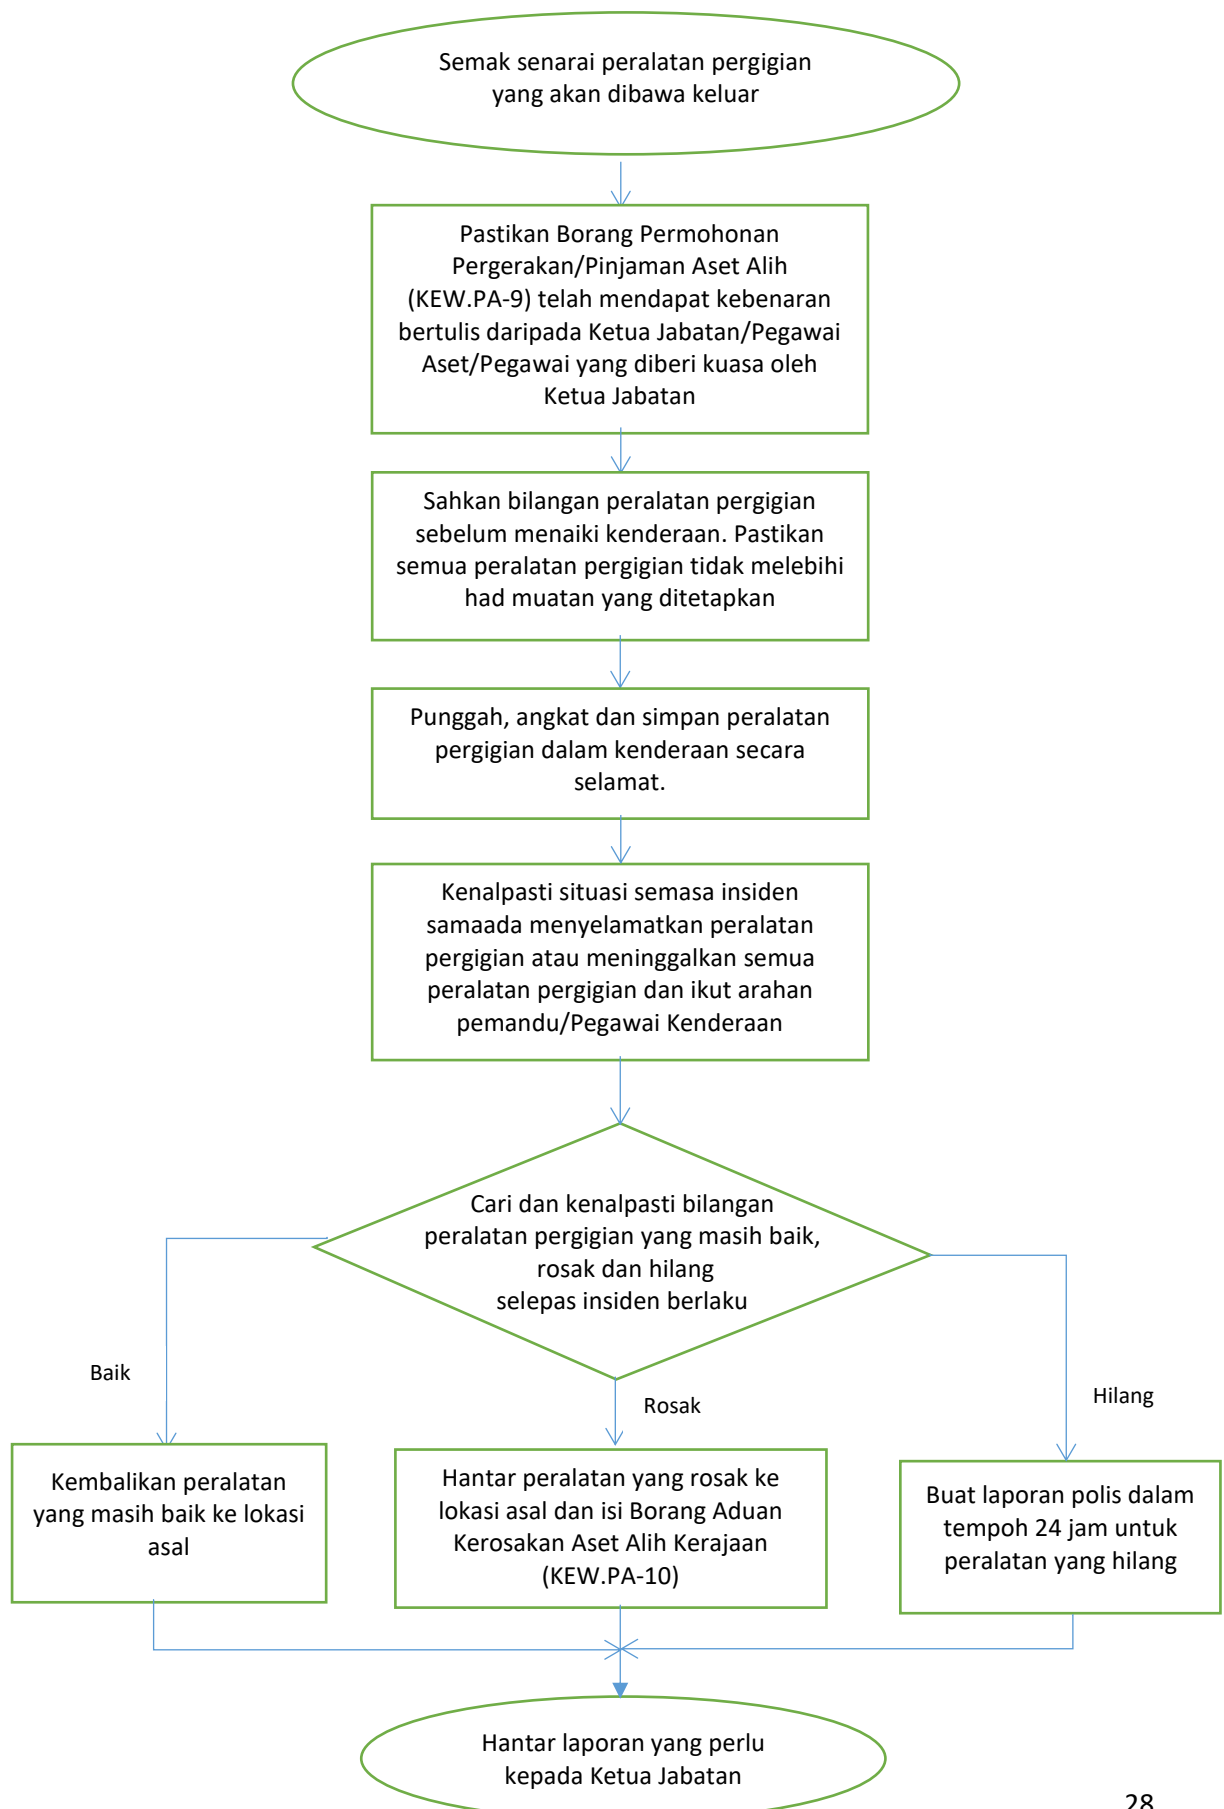 Semak senarai peralatan pergigian
yang akan dibawa keluar
Pastikan Borang Permohonan
Pergerakan/Pinjaman Aset Alih
(KEW.PA-9) telah mendapat kebenaran
bertulis daripada Ketua Jabatan/Pegawai
Aset/Pegawai yang diberi kuasa oleh
Ketua Jabatan
Sahkan bilangan peralatan pergigian
sebelum menaiki kenderaan. Pastikan
semua peralatan pergigian tidak melebihi
had muatan yang ditetapkan
Punggah, angkat dan simpan peralatan
pergigian dalam kenderaan secara
selamat.
Kenalpasti situasi semasa insiden
samaada menyelamatkan peralatan
pergigian atau meninggalkan semua
peralatan pergigian dan ikut arahan
pemandu/Pegawai Kenderaan
Cari dan kenalpasti bilangan
peralatan pergigian yang masih baik,
rosak dan hilang
selepas insiden berlaku
Baik
Rosak
Hilang
Kembalikan peralatan
yang masih baik ke lokasi
asal
Hantar peralatan yang rosak ke
lokasi asal dan isi Borang Aduan
Kerosakan Aset Alih Kerajaan
(KEW.PA-10)
Buat laporan polis dalam
tempoh 24 jam untuk
peralatan yang hilang
Hantar laporan yang perlu
kepada Ketua Jabatan
28